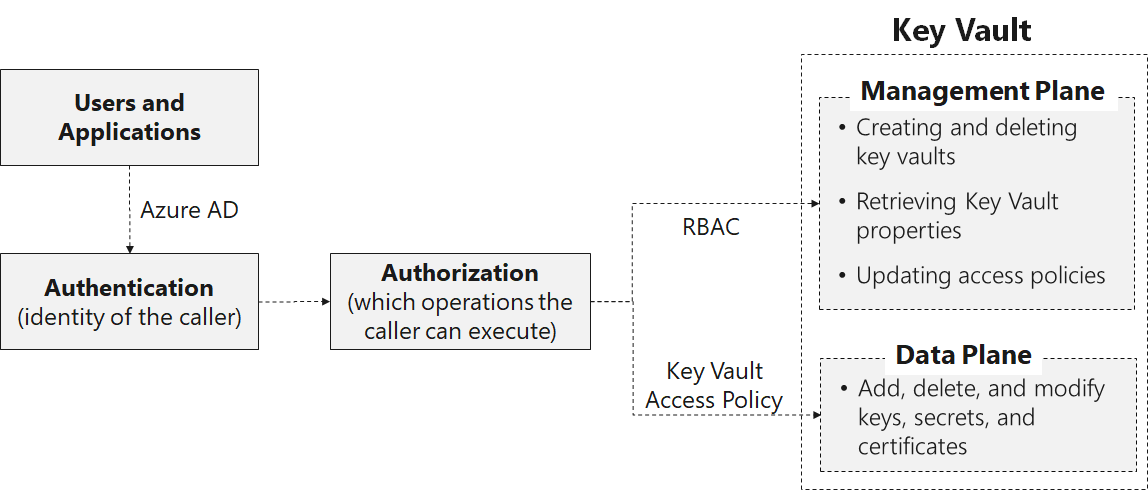 Key Vault
Users and
Applications
Azure AD
Authentication
(identity of the caller)
Authorization
(which operations the
caller can execute)
RBAC
Key Vault
Access Policy
Management Plane
• Creating and deleting
key vaults
• Retrieving Key Vault
properties
• Updating access policies
Data Plane
• Add, delete, and modify
keys, secrets, and
certificates